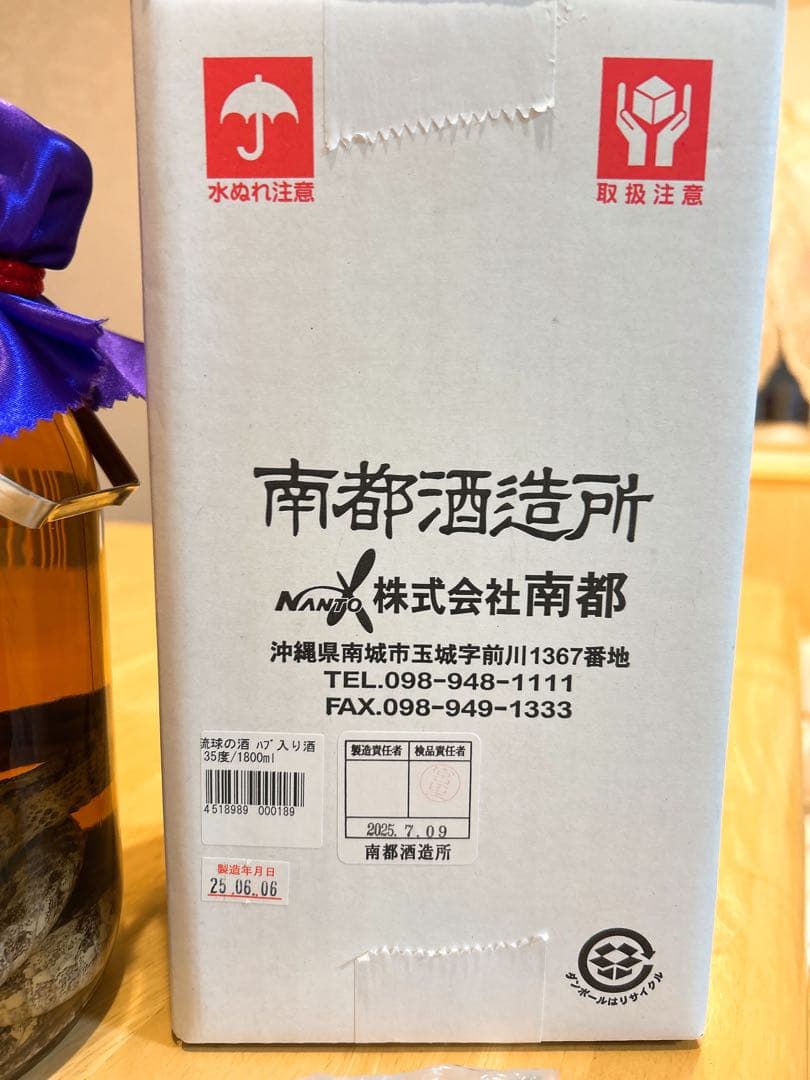 水ぬれ注意
取扱注意
南都酒造所
NANTO 株式会社南都
沖縄県南城市玉城字前川1367番地
TEL.098-948-1111
FAX.098-949-1333
琉球の酒 ﾊﾌﾞ入り酒
35度/1800ml
4518989 000189
製造責任者 検品責任者
2025. 7. 09
南都酒造所
製造年月日
25.06.06
ダンボールはリサイクル